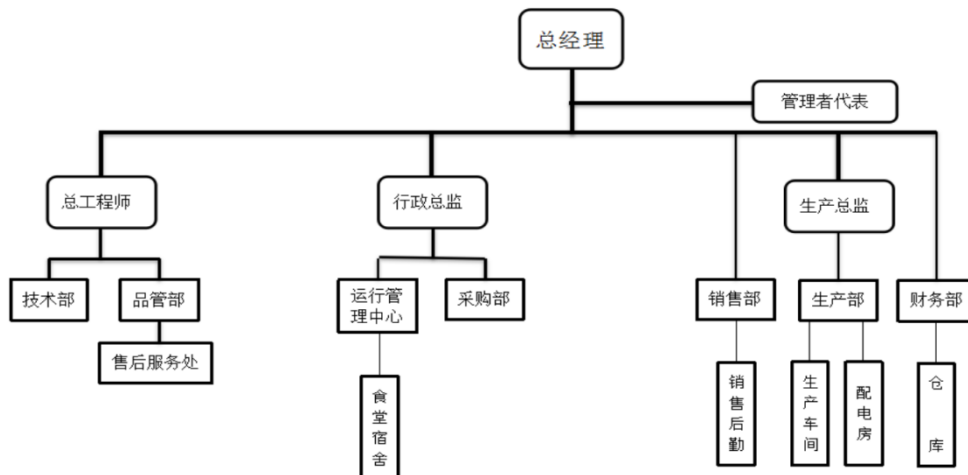 总经理
管理者代表
总工程师
行政总监
生产总监
技术部
品管部
运行管
理中心
采购部
销售部
生产部
财务部
售后服务处
食堂宿舍
销售后勤
生产车间
配电房
仓库